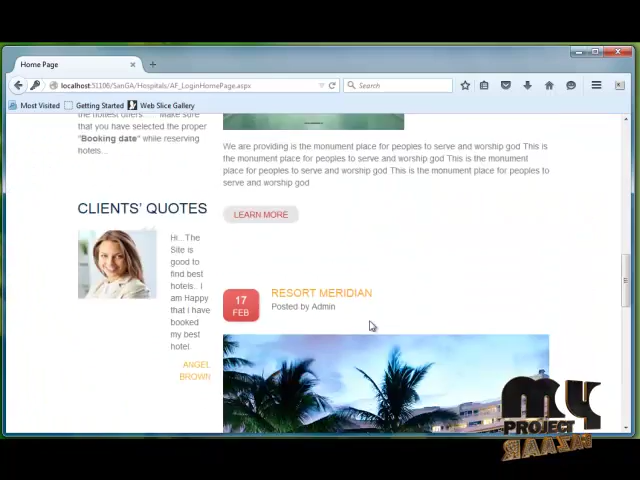 Home Page
localhost:51106/SanGA/Hospitals/AF_LoginHomePage.aspx
Search
Most Visited
Getting Started
Web Slice Gallery
the hottest offers. Make sure
that you have selected the proper
"Booking date" while reserving
hotels...
We are providing is the monument place for peoples to serve and worship god This is
the monument place for peoples to serve and worship god This is the monument
place for peoples to serve and worship god This is the monument place for peoples to
serve and worship god
LEARN MORE
CLIENTS' QUOTES
Hi...The
Site is
good to
find best
hotels.. I
am Happy
that i have
booked
my best
hotel.
ANGEL
BROWN
17
FEB
RESORT MERIDIAN
Posted by Admin
my
PROJECT
BAZAAR